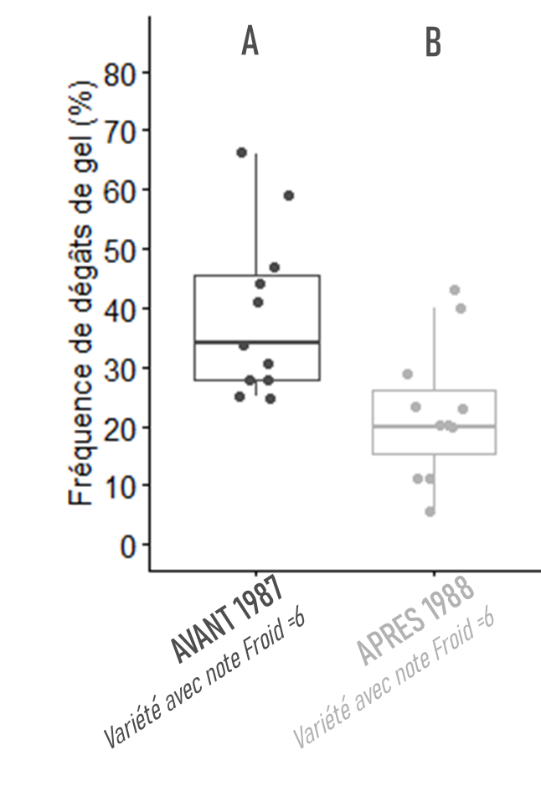 A
B
Fréquence de dégâts de gel (%)
80
70
60
50
40
30
20
10
0
AVANT 1987
Variété avec note Froid =6
APRES 1988
Variété avec note Froid =6